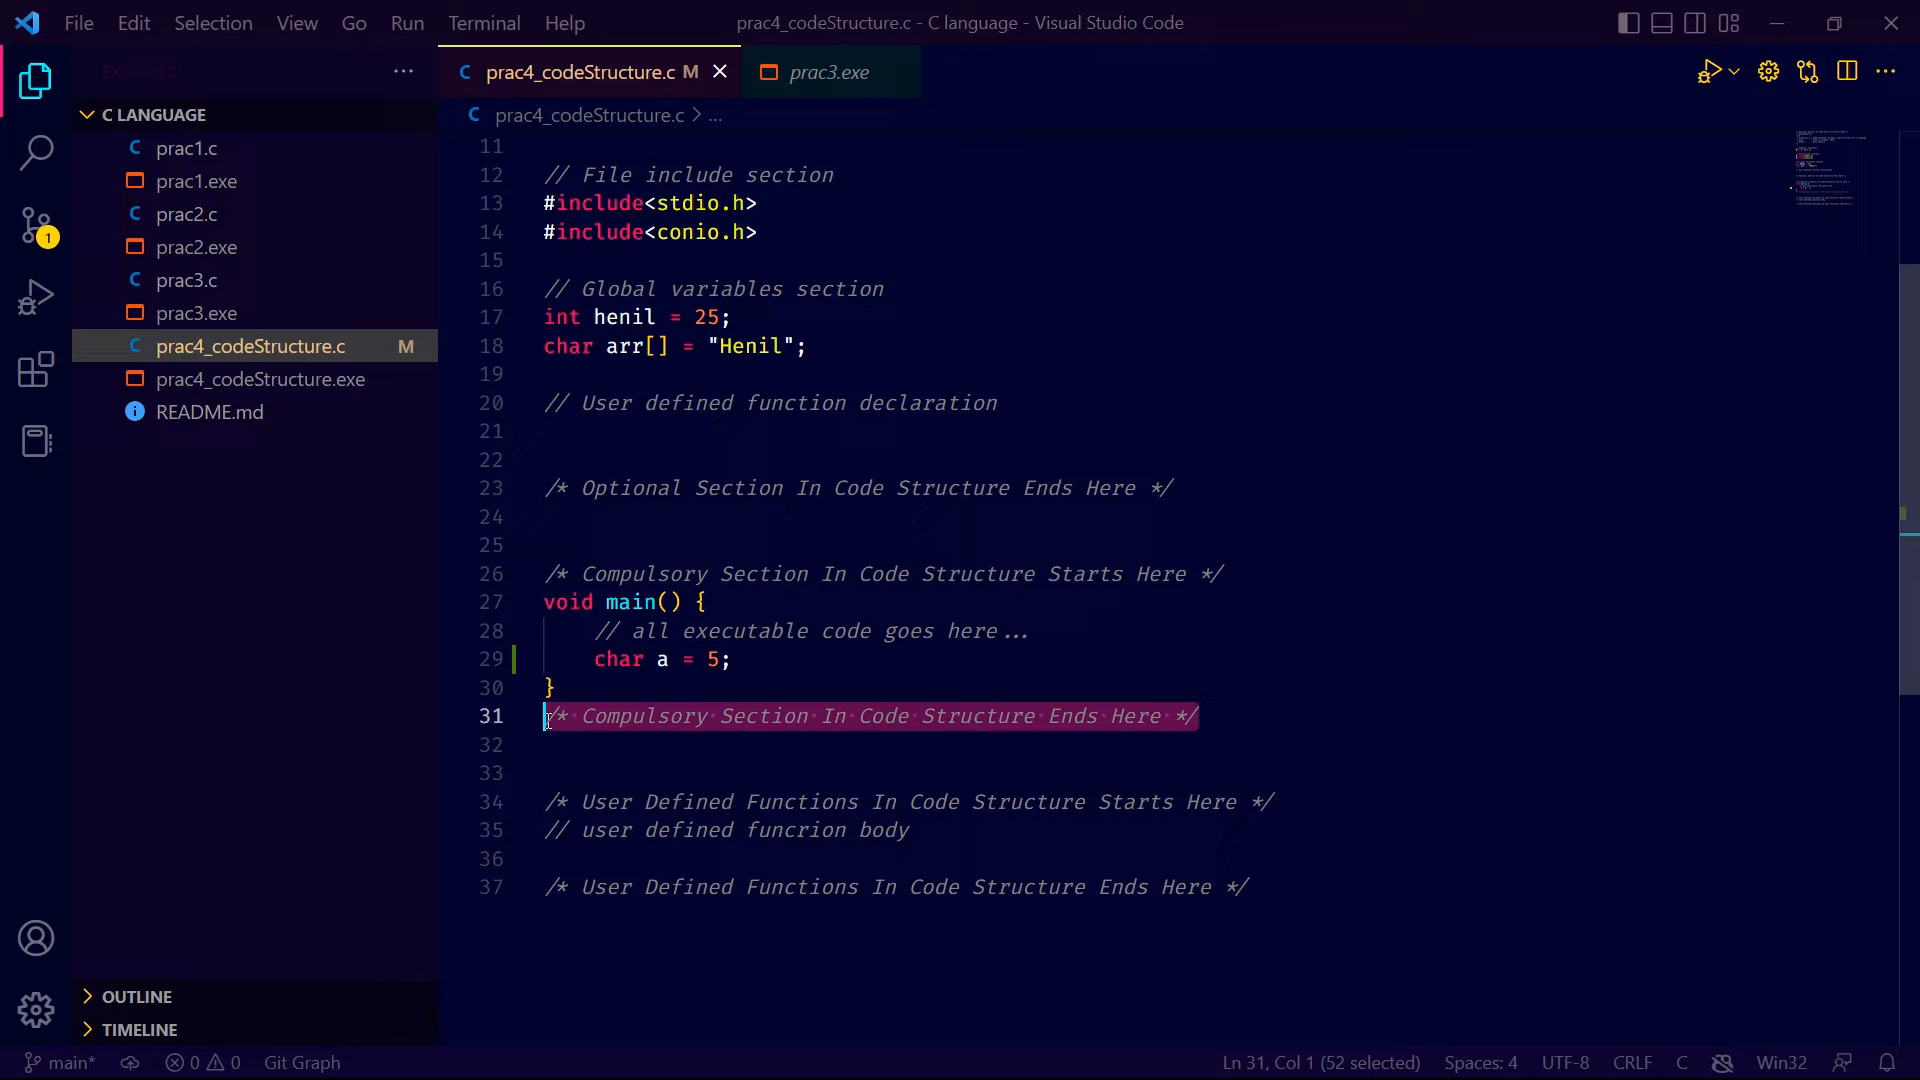 File Edit Selection View Go Run Terminal Help
prac4_codeStructure.c - C language - Visual Studio Code
prac4_codeStructure.c M
prac3.exe
C LANGUAGE
prac1.c
prac1.exe
prac2.c
prac2.exe
prac3.c
prac3.exe
prac4_codeStructure.c M
prac4_codeStructure.exe
README.md
OUTLINE
TIMELINE
1
prac4_codeStructure.c > ...
11
12 // File include section
13 #include<stdio.h>
14 #include<conio.h>
15
16 // Global variables section
17 int henil = 25;
18 char arr[] = "Henil";
19
20 // User defined function declaration
21
22
23 /* Optional Section In Code Structure Ends Here */
24
25
26 /* Compulsory Section In Code Structure Starts Here */
27 void main() {
28 // all executable code goes here...
29 char a = 5;
30 }
31 /* Compulsory Section In Code Structure Ends Here */
32
33
34 /* User Defined Functions In Code Structure Starts Here */
35 // user defined funcrion body
36
37 /* User Defined Functions In Code Structure Ends Here */
main* 0 0 Git Graph
Ln 31, Col 1 (52 selected) Spaces: 4 UTF-8 CRLF C Win32